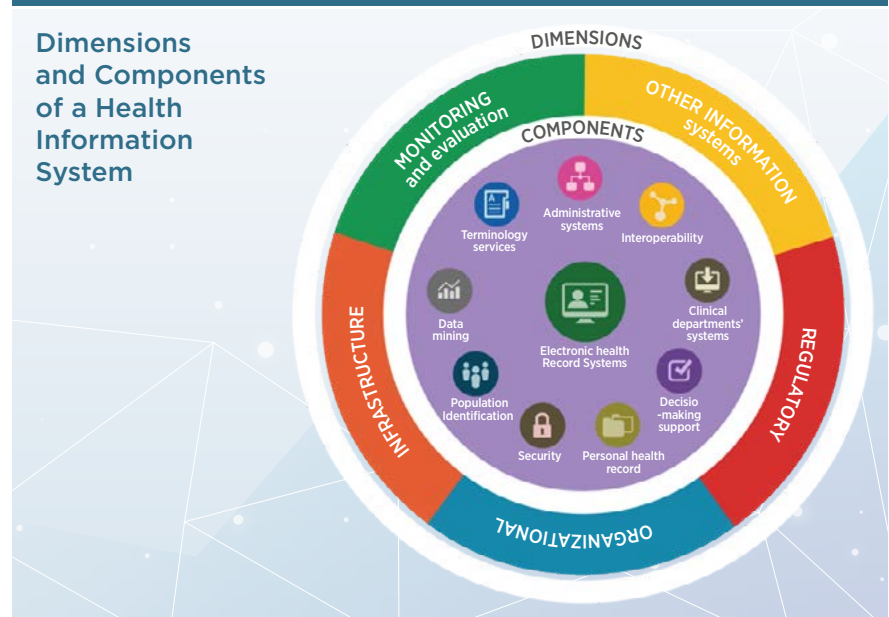 Dimensions
and Components
of a Health
Information
System
DIMENSIONS
MONITORING
and evaluation
OTHER INFORMATION
systems
REGULATORY
ORGANIZATIONAL
INFRASTRUCTURE
COMPONENTS
Administrative
systems
Interoperability
Clinical
departments'
systems
Decisio
-making
support
Personal health
record
Security
Population
Identification
Data
mining
Terminology
services
Electronic health
Record Systems
A